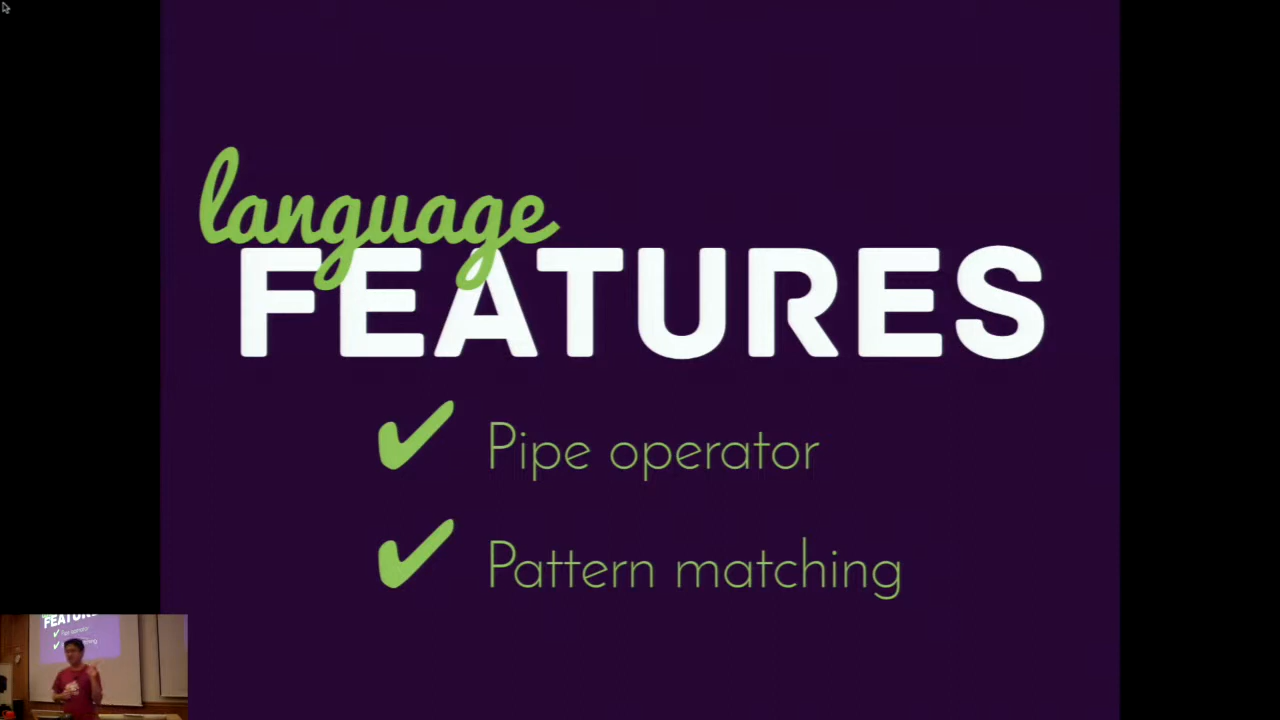 language
FEATURES
✔ Pipe operator
✔ Pattern matching